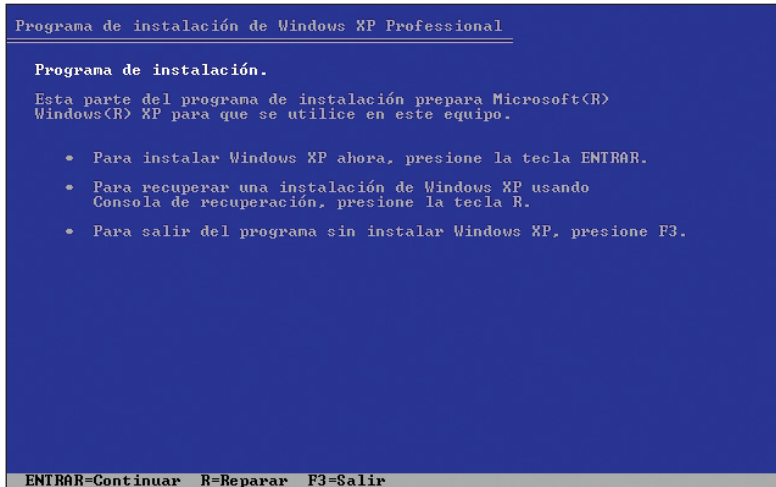 Programa de instalación de Windows XP Professional
Programa de instalación.
Esta parte del programa de instalación prepara Microsoft(R)
Windows(R) XP para que se utilice en este equipo.
• Para instalar Windows XP ahora, presione la tecla ENTRAR.
• Para recuperar una instalación de Windows XP usando
Consola de recuperación, presione la tecla R.
• Para salir del programa sin instalar Windows XP, presione F3.
ENTRAR=Continuar R=Reparar F3=Salir